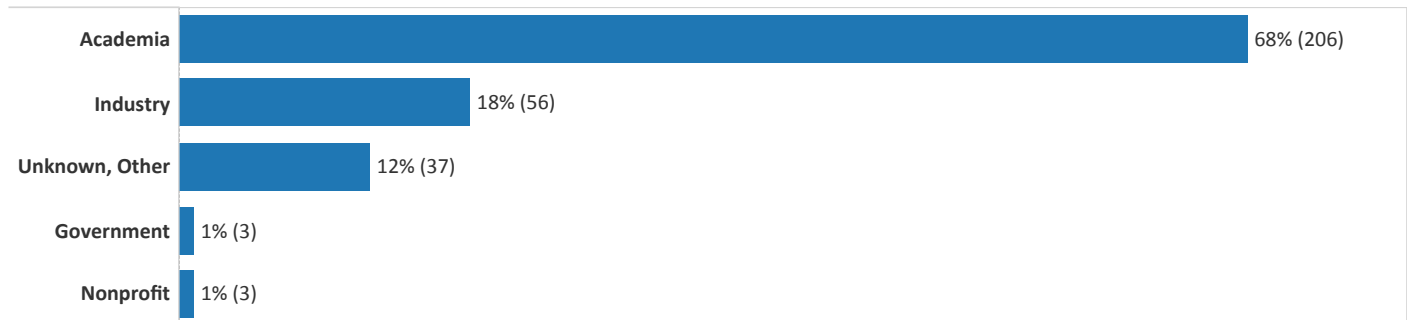 Academia 68% (206)
Industry 18% (56)
Unknown, Other 12% (37)
Government 1% (3)
Nonprofit 1% (3)